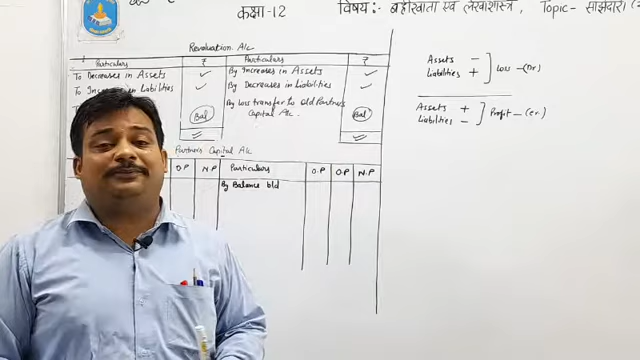 कक्षा-12
विषय:- बहीखाता एवं लेखाशास्त्र, Topic- साझेदारी
Revaluation A/c
Particulars ₹ Particulars ₹
To Decreases in Assets ✓ By Increases in Assets ✓
To Increases in Liabilities ✓ By Decreases in Liabilities ✓
Bal By loss transfer to Old Partners Bal
Capital A/c.
Partners Capital A/c
O.P N.P Particulars O.P O.P N.P
By Balance b/d
Assets −
Liabilities + ] Loss -(Dr)
Assets +
Liabilities − ] Profit -(Cr)